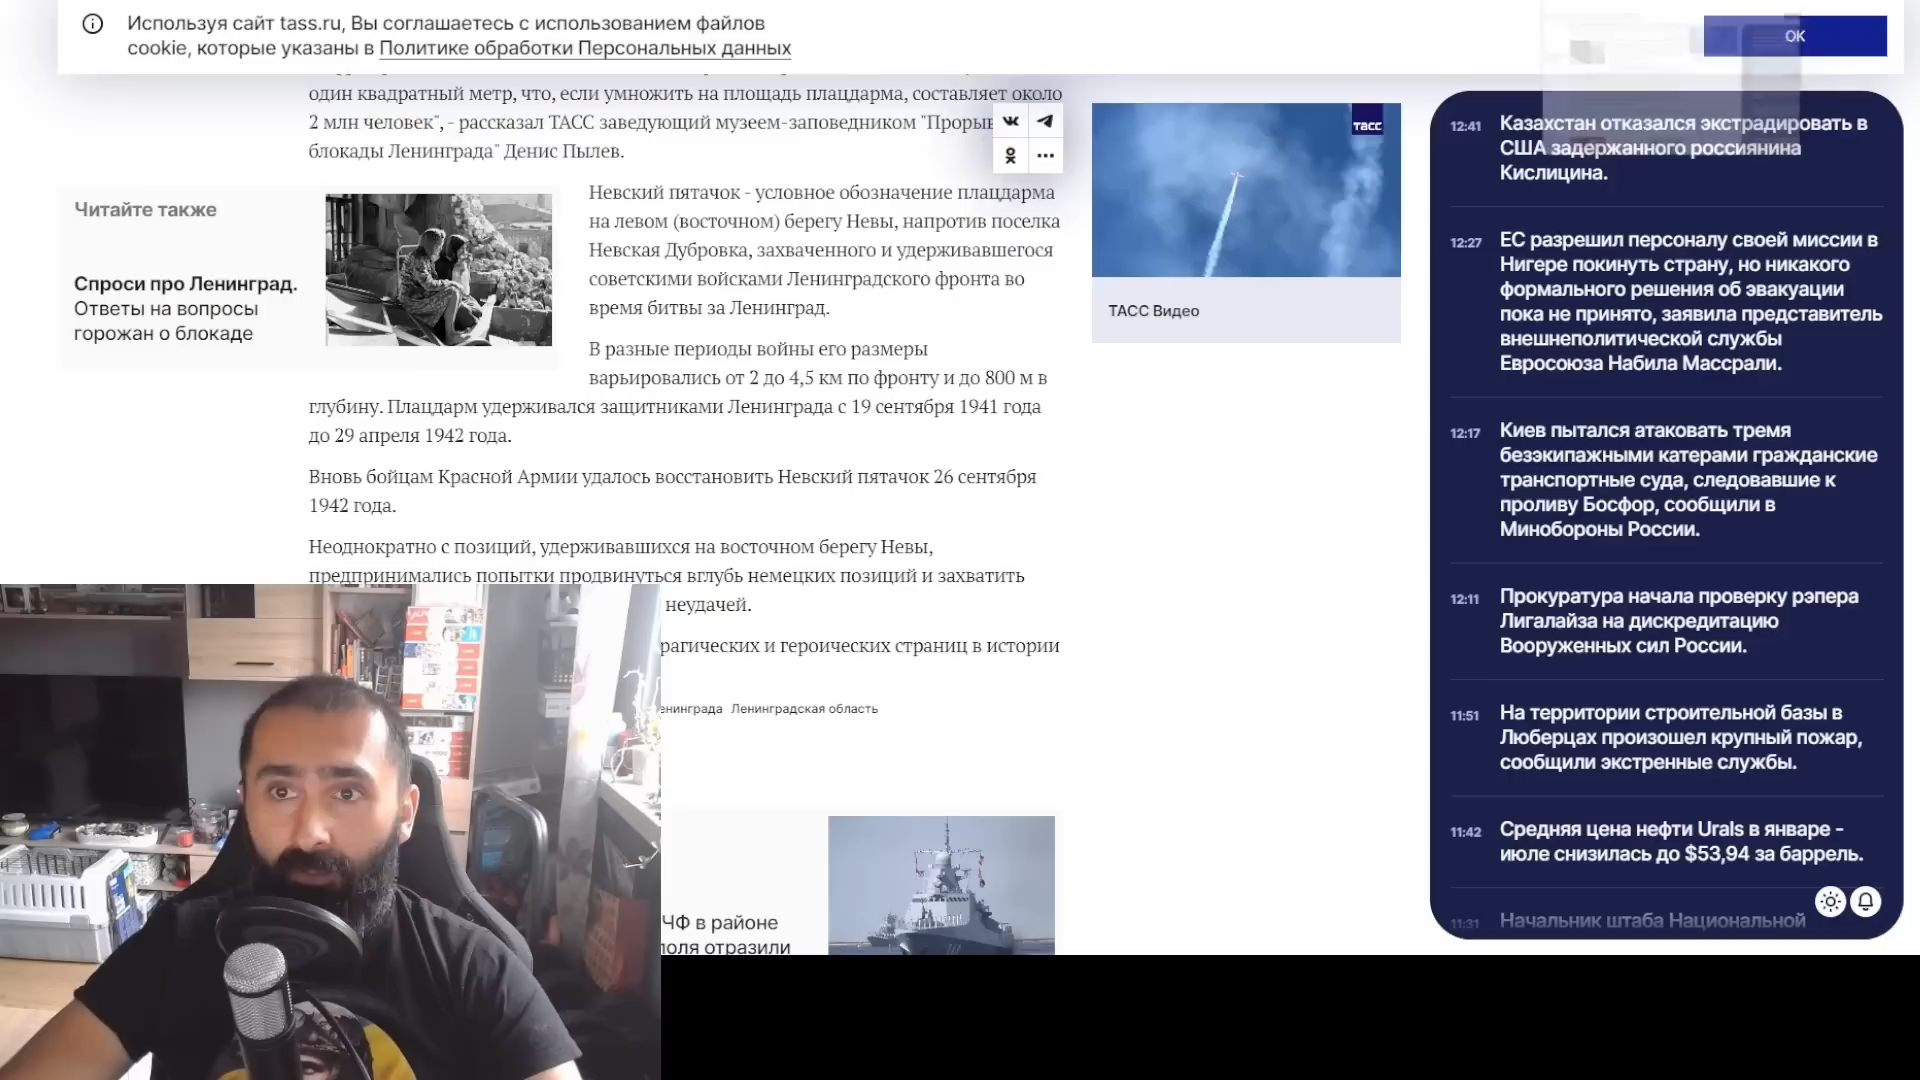 Используя сайт tass.ru, Вы соглашаетесь с использованием файлов
cookie, которые указаны в Политике обработки Персональных данных
OK
один квадратный метр, что, если умножить на площадь плацдарма, составляет около
2 млн человек", - рассказал ТАСС заведующий музеем-заповедником "Прорыв
блокады Ленинграда" Денис Пылев.
Читайте также
Спроси про Ленинград.
Ответы на вопросы
горожан о блокаде
Невский пятачок - условное обозначение плацдарма
на левом (восточном) берегу Невы, напротив поселка
Невская Дубровка, захваченного и удерживавшегося
советскими войсками Ленинградского фронта во
время битвы за Ленинград.
В разные периоды войны его размеры
варьировались от 2 до 4,5 км по фронту и до 800 м в
глубину. Плацдарм удерживался защитниками Ленинграда с 19 сентября 1941 года
до 29 апреля 1942 года.
Вновь бойцам Красной Армии удалось восстановить Невский пятачок 26 сентября
1942 года.
Неоднократно с позиций, удерживавшихся на восточном берегу Невы,
предпринимались попытки продвинуться вглубь немецких позиций и захватить
неудачей.
рагических и героических страниц в истории
енинграда Ленинградская область
ЧФ в районе
поля отразили
ТАСС
ТАСС Видео
12:41 Казахстан отказался экстрадировать в
США задержанного россиянина
Кислицина.
12:27 ЕС разрешил персоналу своей миссии в
Нигере покинуть страну, но никакого
формального решения об эвакуации
пока не принято, заявила представитель
внешнеполитической службы
Евросоюза Набила Массрали.
12:17 Киев пытался атаковать тремя
безэкипажными катерами гражданские
транспортные суда, следовавшие к
проливу Босфор, сообщили в
Минобороны России.
12:11 Прокуратура начала проверку рэпера
Лигалайза на дискредитацию
Вооруженных сил России.
11:51 На территории строительной базы в
Люберцах произошел крупный пожар,
сообщили экстренные службы.
11:42 Средняя цена нефти Urals в январе -
июле снизилась до $53,94 за баррель.
11:31 Начальник штаба Национальной